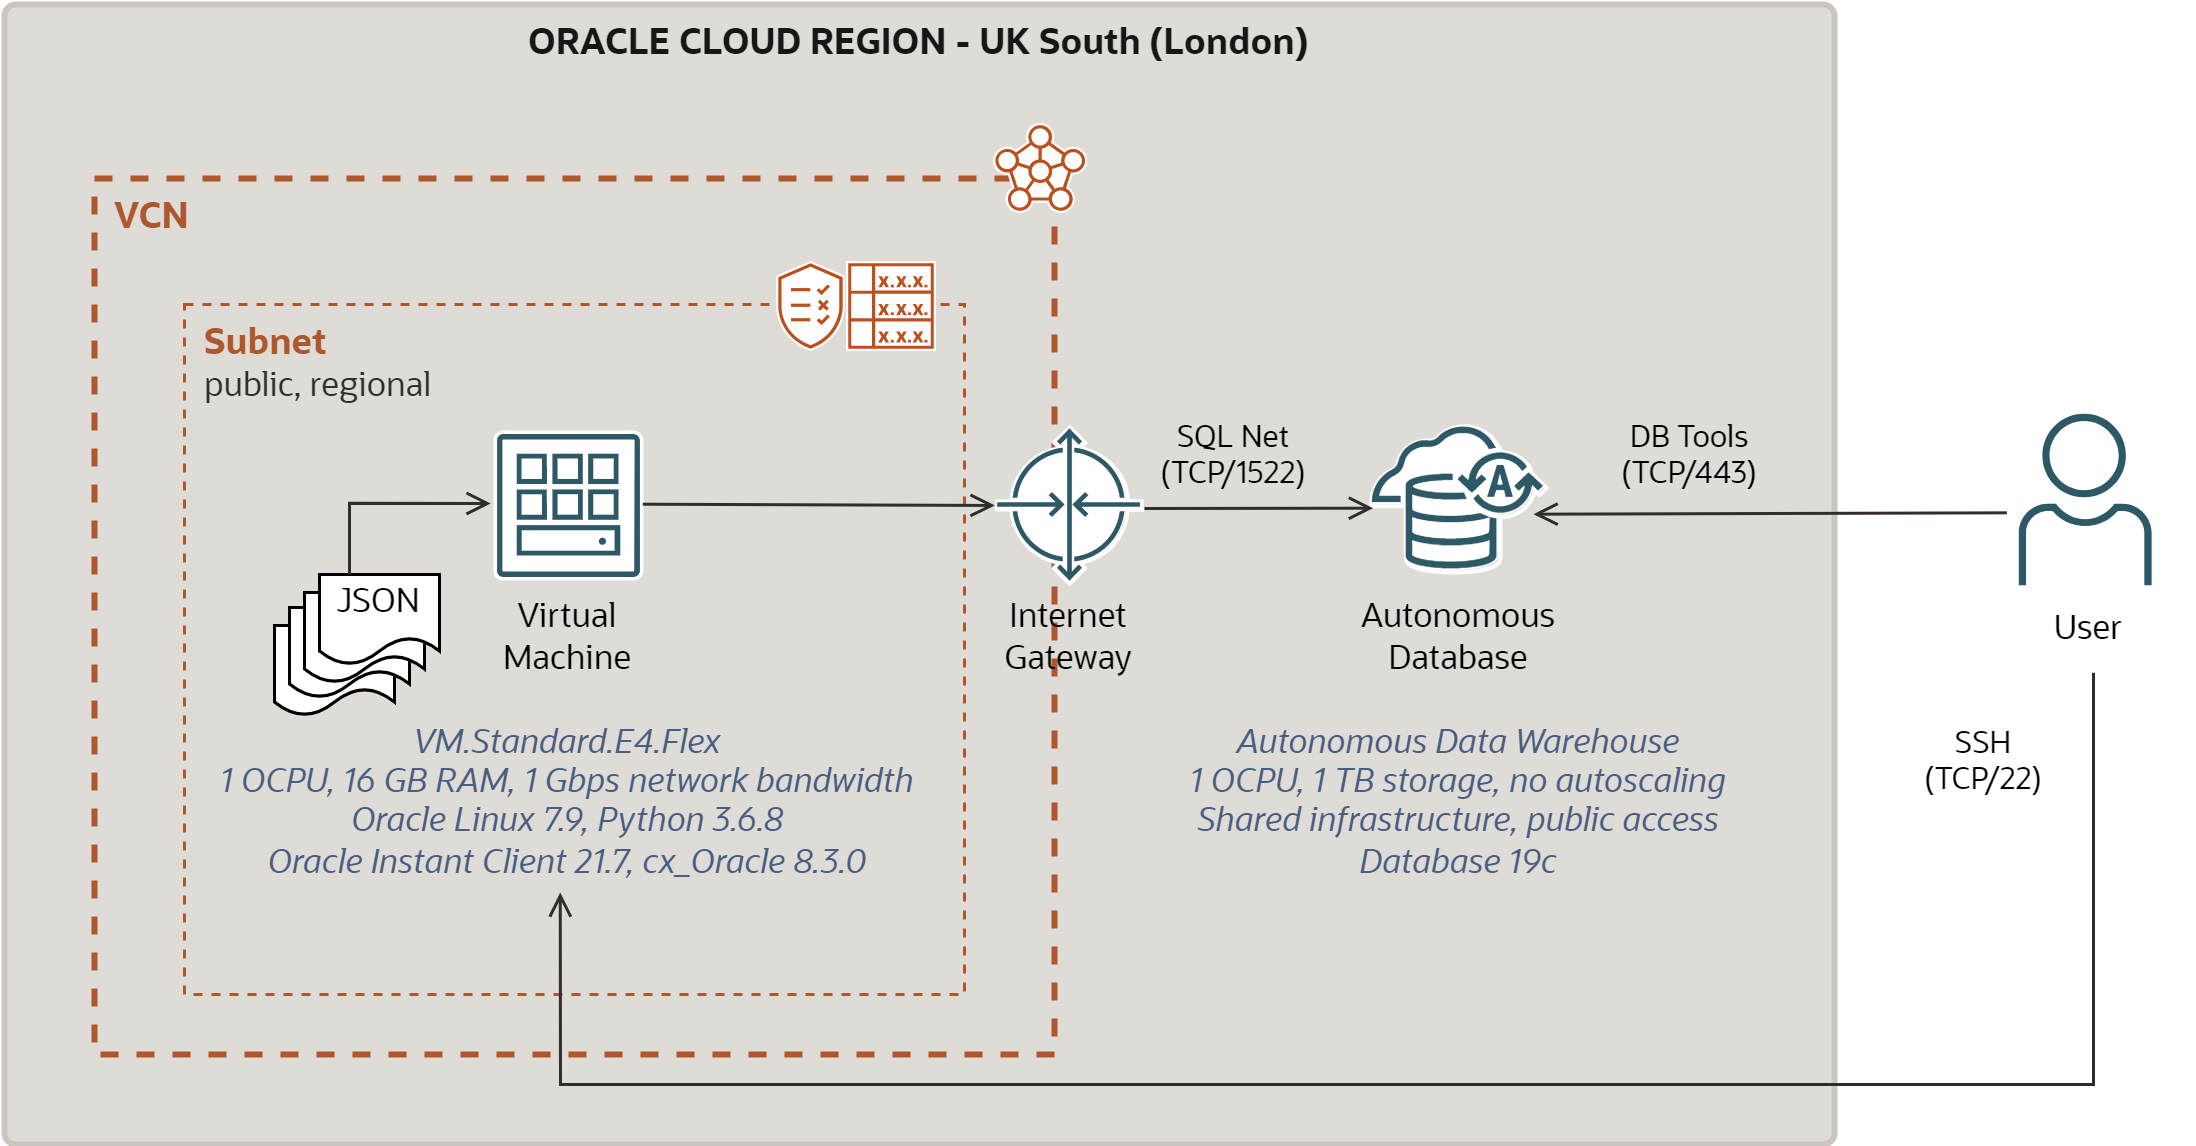 ORACLE CLOUD REGION - UK South (London)
VCN
x.x.x.
x.x.x.
x.x.x.
Subnet
public, regional
JSON
Virtual
Machine
VM.Standard.E4.Flex
1 OCPU, 16 GB RAM, 1 Gbps network bandwidth
Oracle Linux 7.9, Python 3.6.8
Oracle Instant Client 21.7, cx_Oracle 8.3.0
Internet
Gateway
SQL Net
(TCP/1522)
A
Autonomous
Database
Autonomous Data Warehouse
1 OCPU, 1 TB storage, no autoscaling
Shared infrastructure, public access
Database 19c
DB Tools
(TCP/443)
User
SSH
(TCP/22)